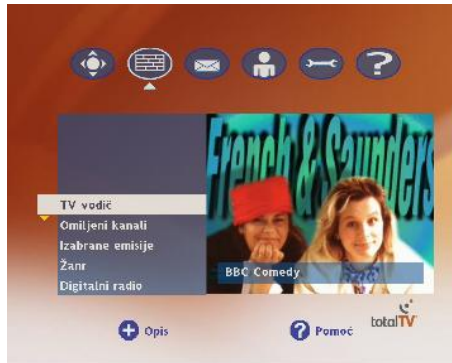 French & Saunders
TV vodič
Omiljeni kanali
Izabrane emisije
Žanr
Digitalni radio
BBC Comedy
Opis
Pomoć
totalTV